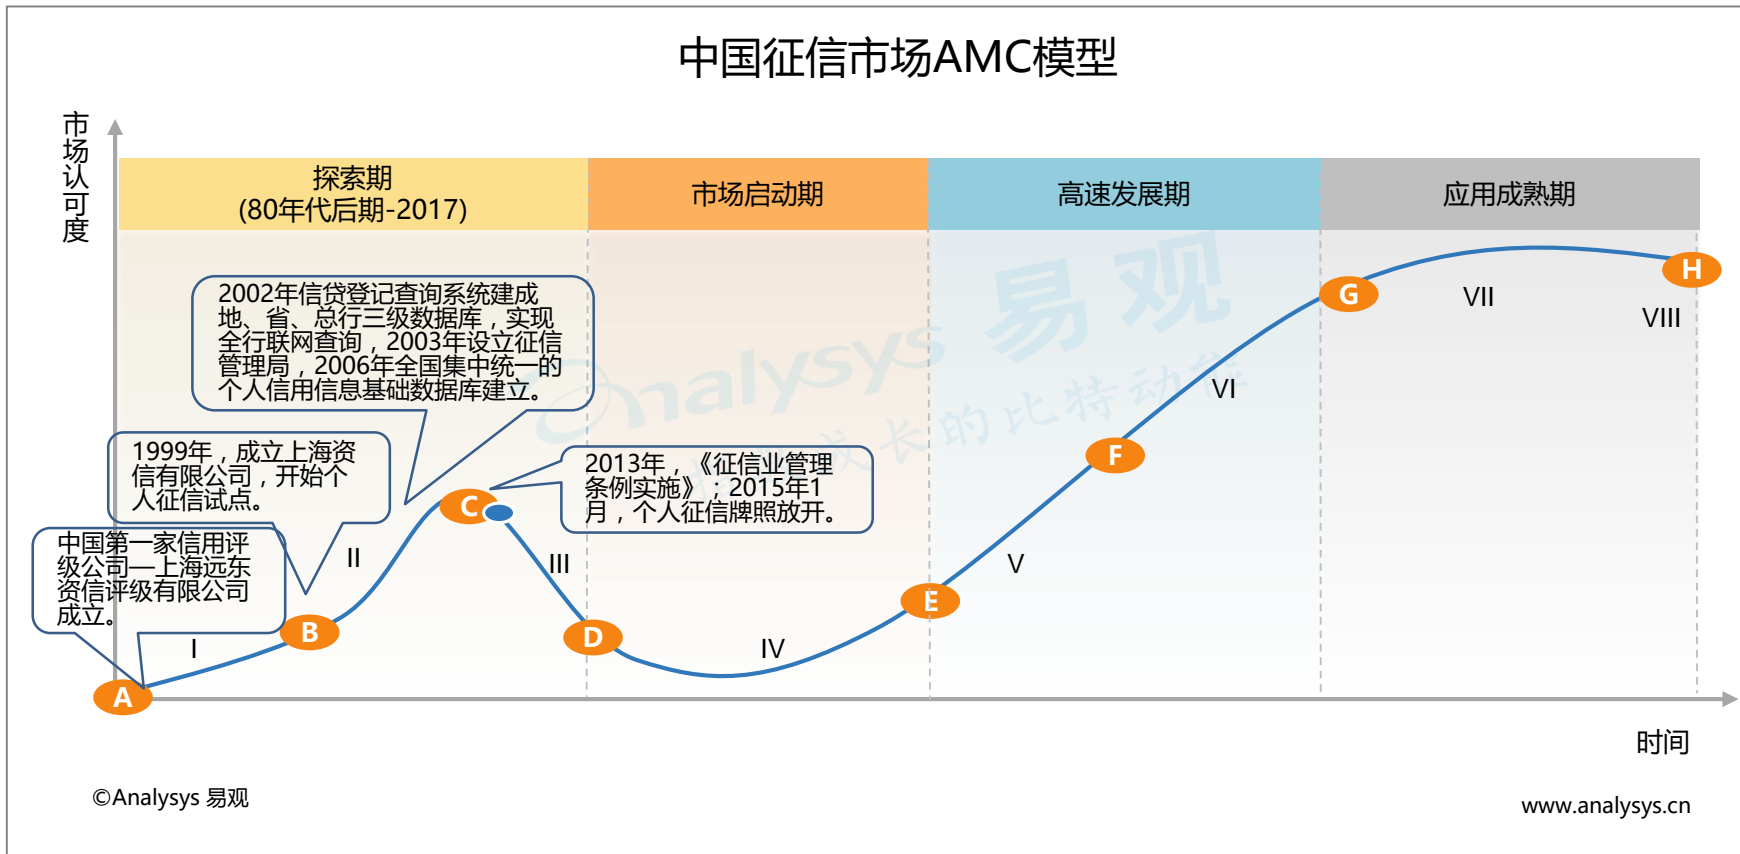 中国征信市场AMC模型
市场认可度
探索期
(80年代后期-2017)
市场启动期
高速发展期
应用成熟期
2002年信贷登记查询系统建成
地、省、总行三级数据库，实现
全行联网查询，2003年设立征信
管理局，2006年全国集中统一的
个人信用信息基础数据库建立。
1999年，成立上海资
信有限公司，开始个
人征信试点。
中国第一家信用评
级公司—上海远东
资信评级有限公司
成立。
2013年，《征信业管理
条例实施》；2015年1
月，个人征信牌照放开。
A
I
B
II
C
III
D
IV
E
V
F
VI
G
VII
H
VIII
时间
nalysys 易观
成长的比特动能
©Analysys 易观
www.analysys.cn